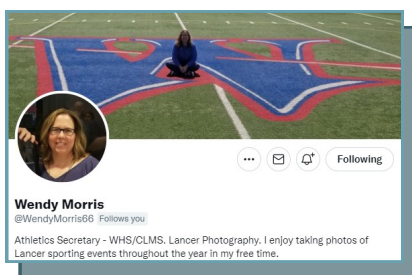 Following
Wendy Morris
@WendyMorris66 Follows you
Athletics Secretary - WHS/CLMS. Lancer Photography. I enjoy taking photos of
Lancer sporting events throughout the year in my free time.